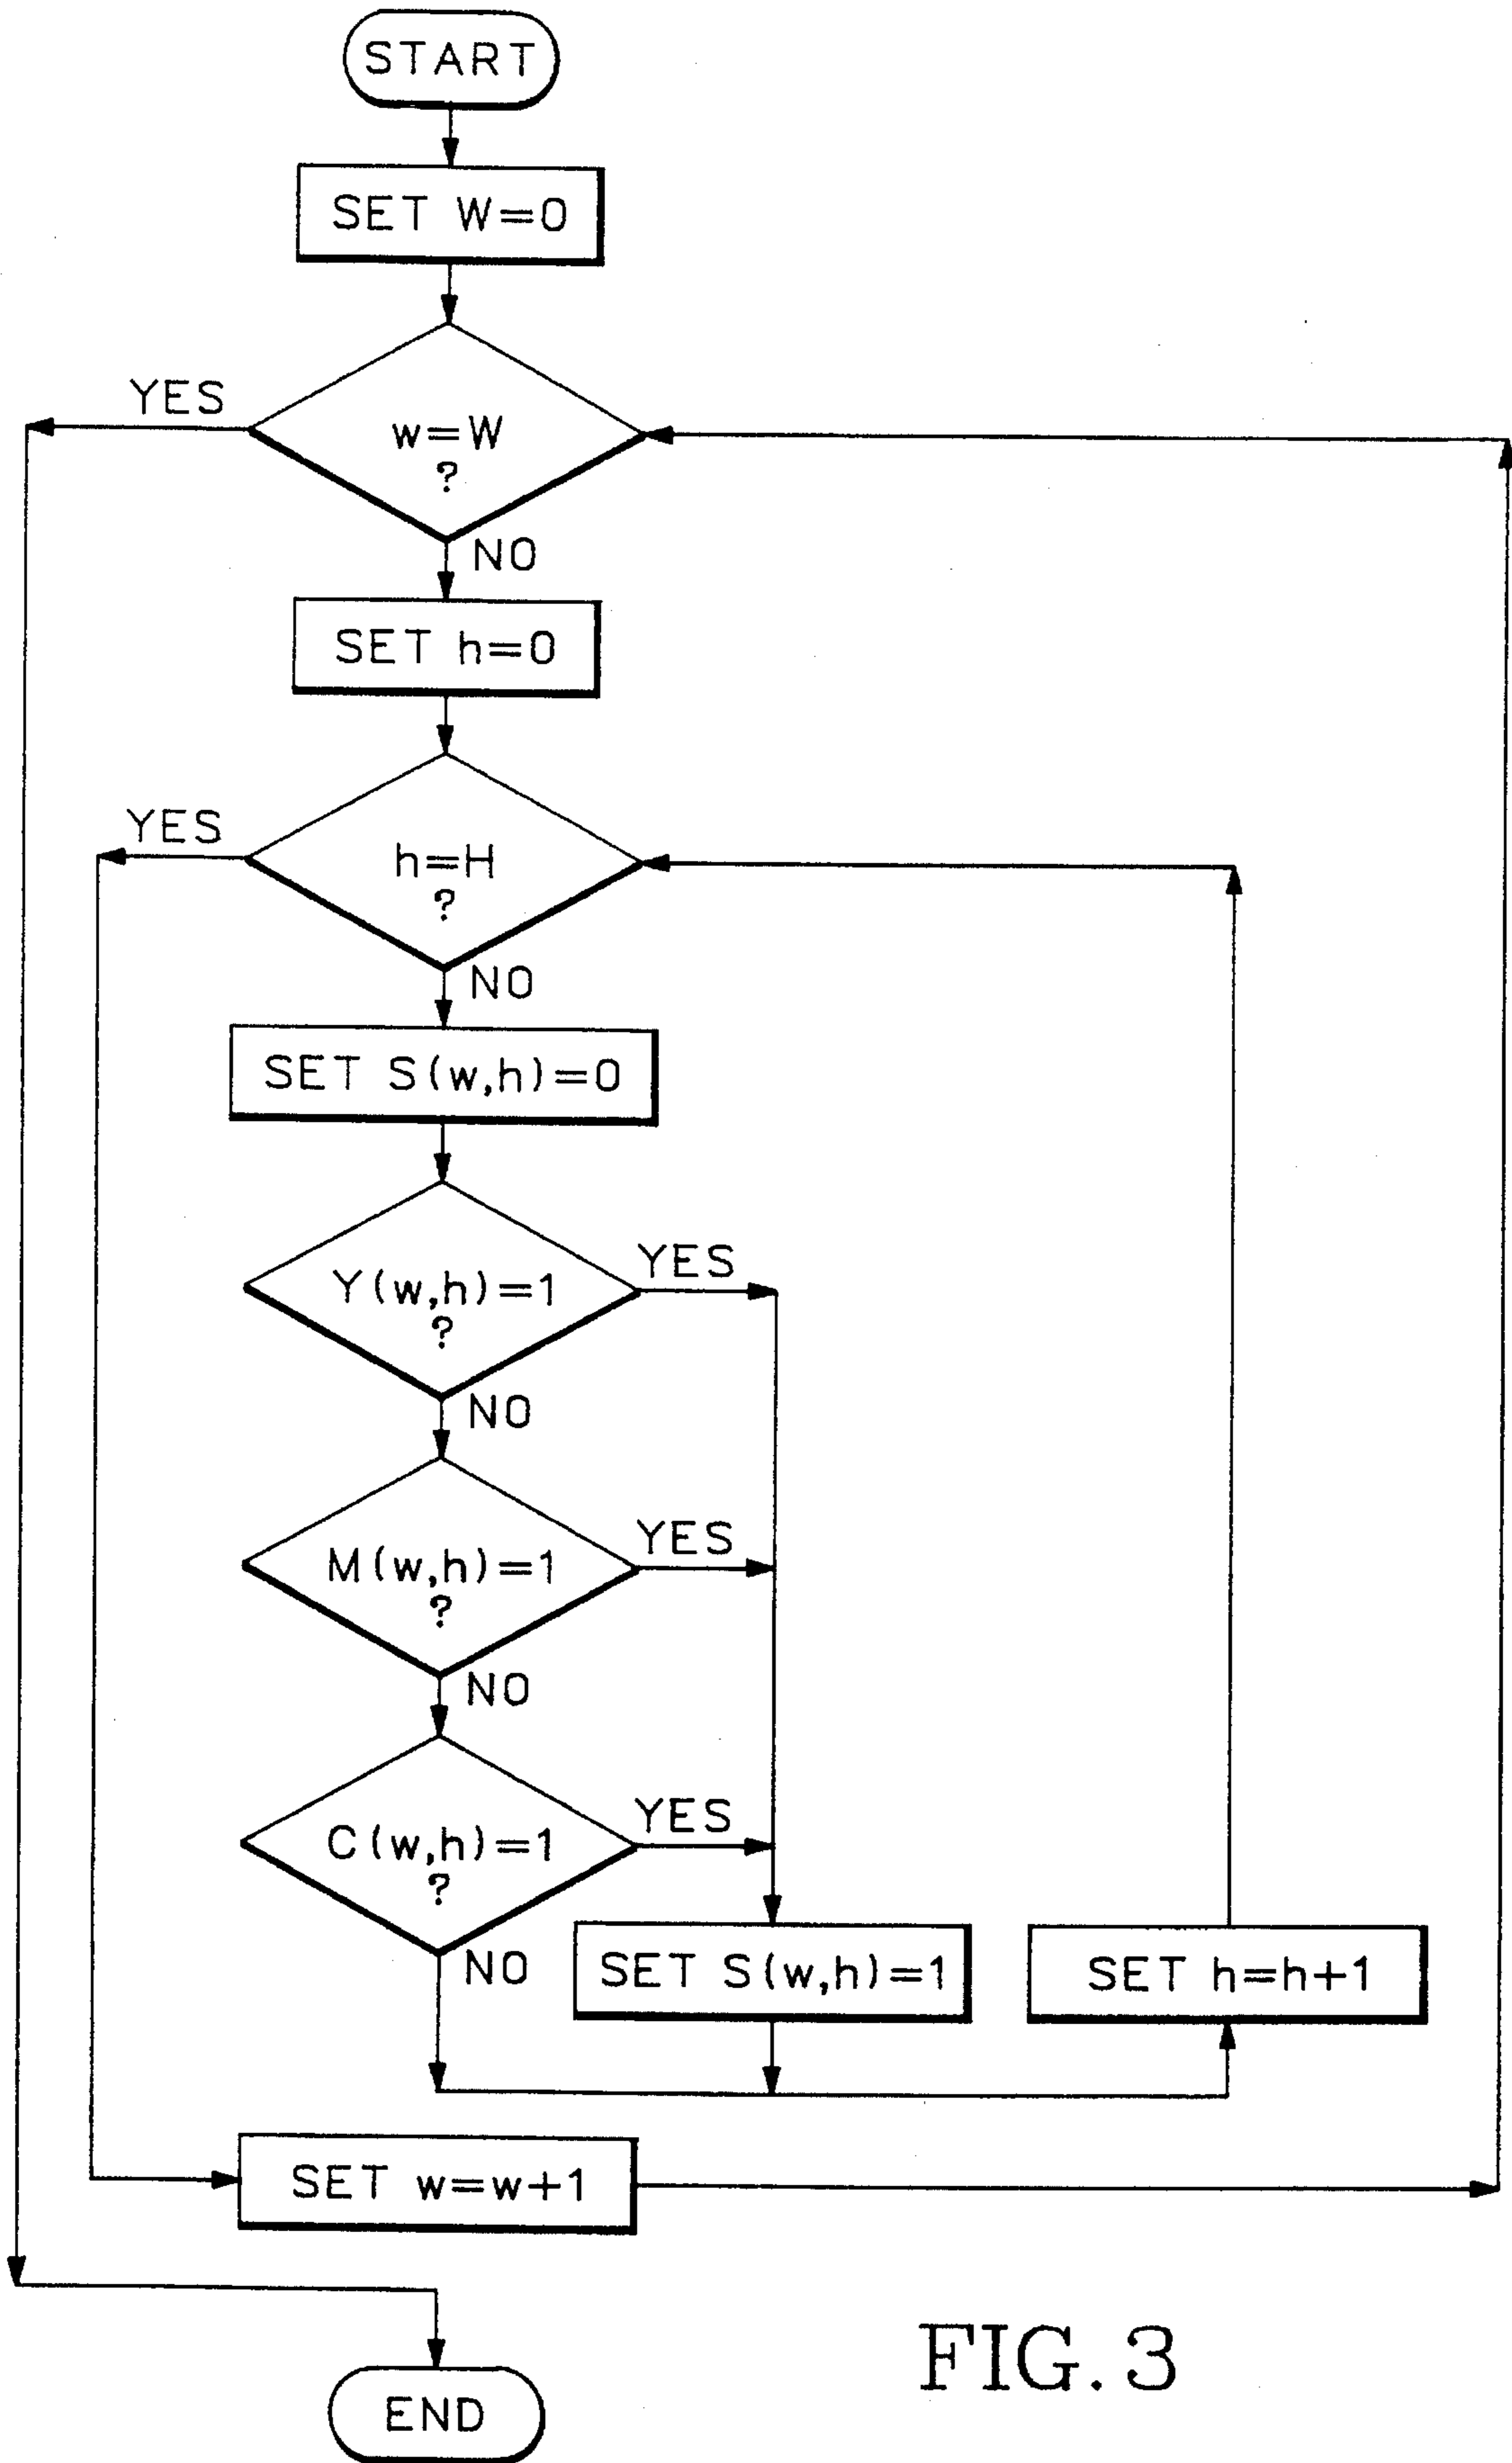 START
SET W=0
YES
w=W
?
NO
SET h=0
YES
h=H
?
NO
SET S(w,h)=0
Y(w,h)=1
?
YES
NO
M(w,h)=1
?
YES
NO
C(w,h)=1
?
YES
NO
SET S(w,h)=1
SET h=h+1
SET w=w+1
END
FIG. 3